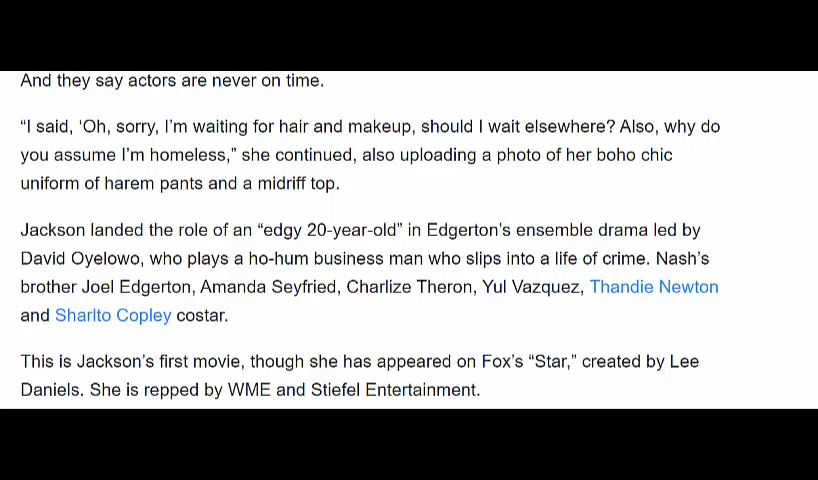 And they say actors are never on time.
“I said, ‘Oh, sorry, I’m waiting for hair and makeup, should I wait elsewhere? Also, why do
you assume I’m homeless,” she continued, also uploading a photo of her boho chic
uniform of harem pants and a midriff top.
Jackson landed the role of an “edgy 20-year-old” in Edgerton’s ensemble drama led by
David Oyelowo, who plays a ho-hum business man who slips into a life of crime. Nash’s
brother Joel Edgerton, Amanda Seyfried, Charlize Theron, Yul Vazquez, Thandie Newton
and Sharlto Copley costar.
This is Jackson’s first movie, though she has appeared on Fox’s “Star,” created by Lee
Daniels. She is repped by WME and Stiefel Entertainment.